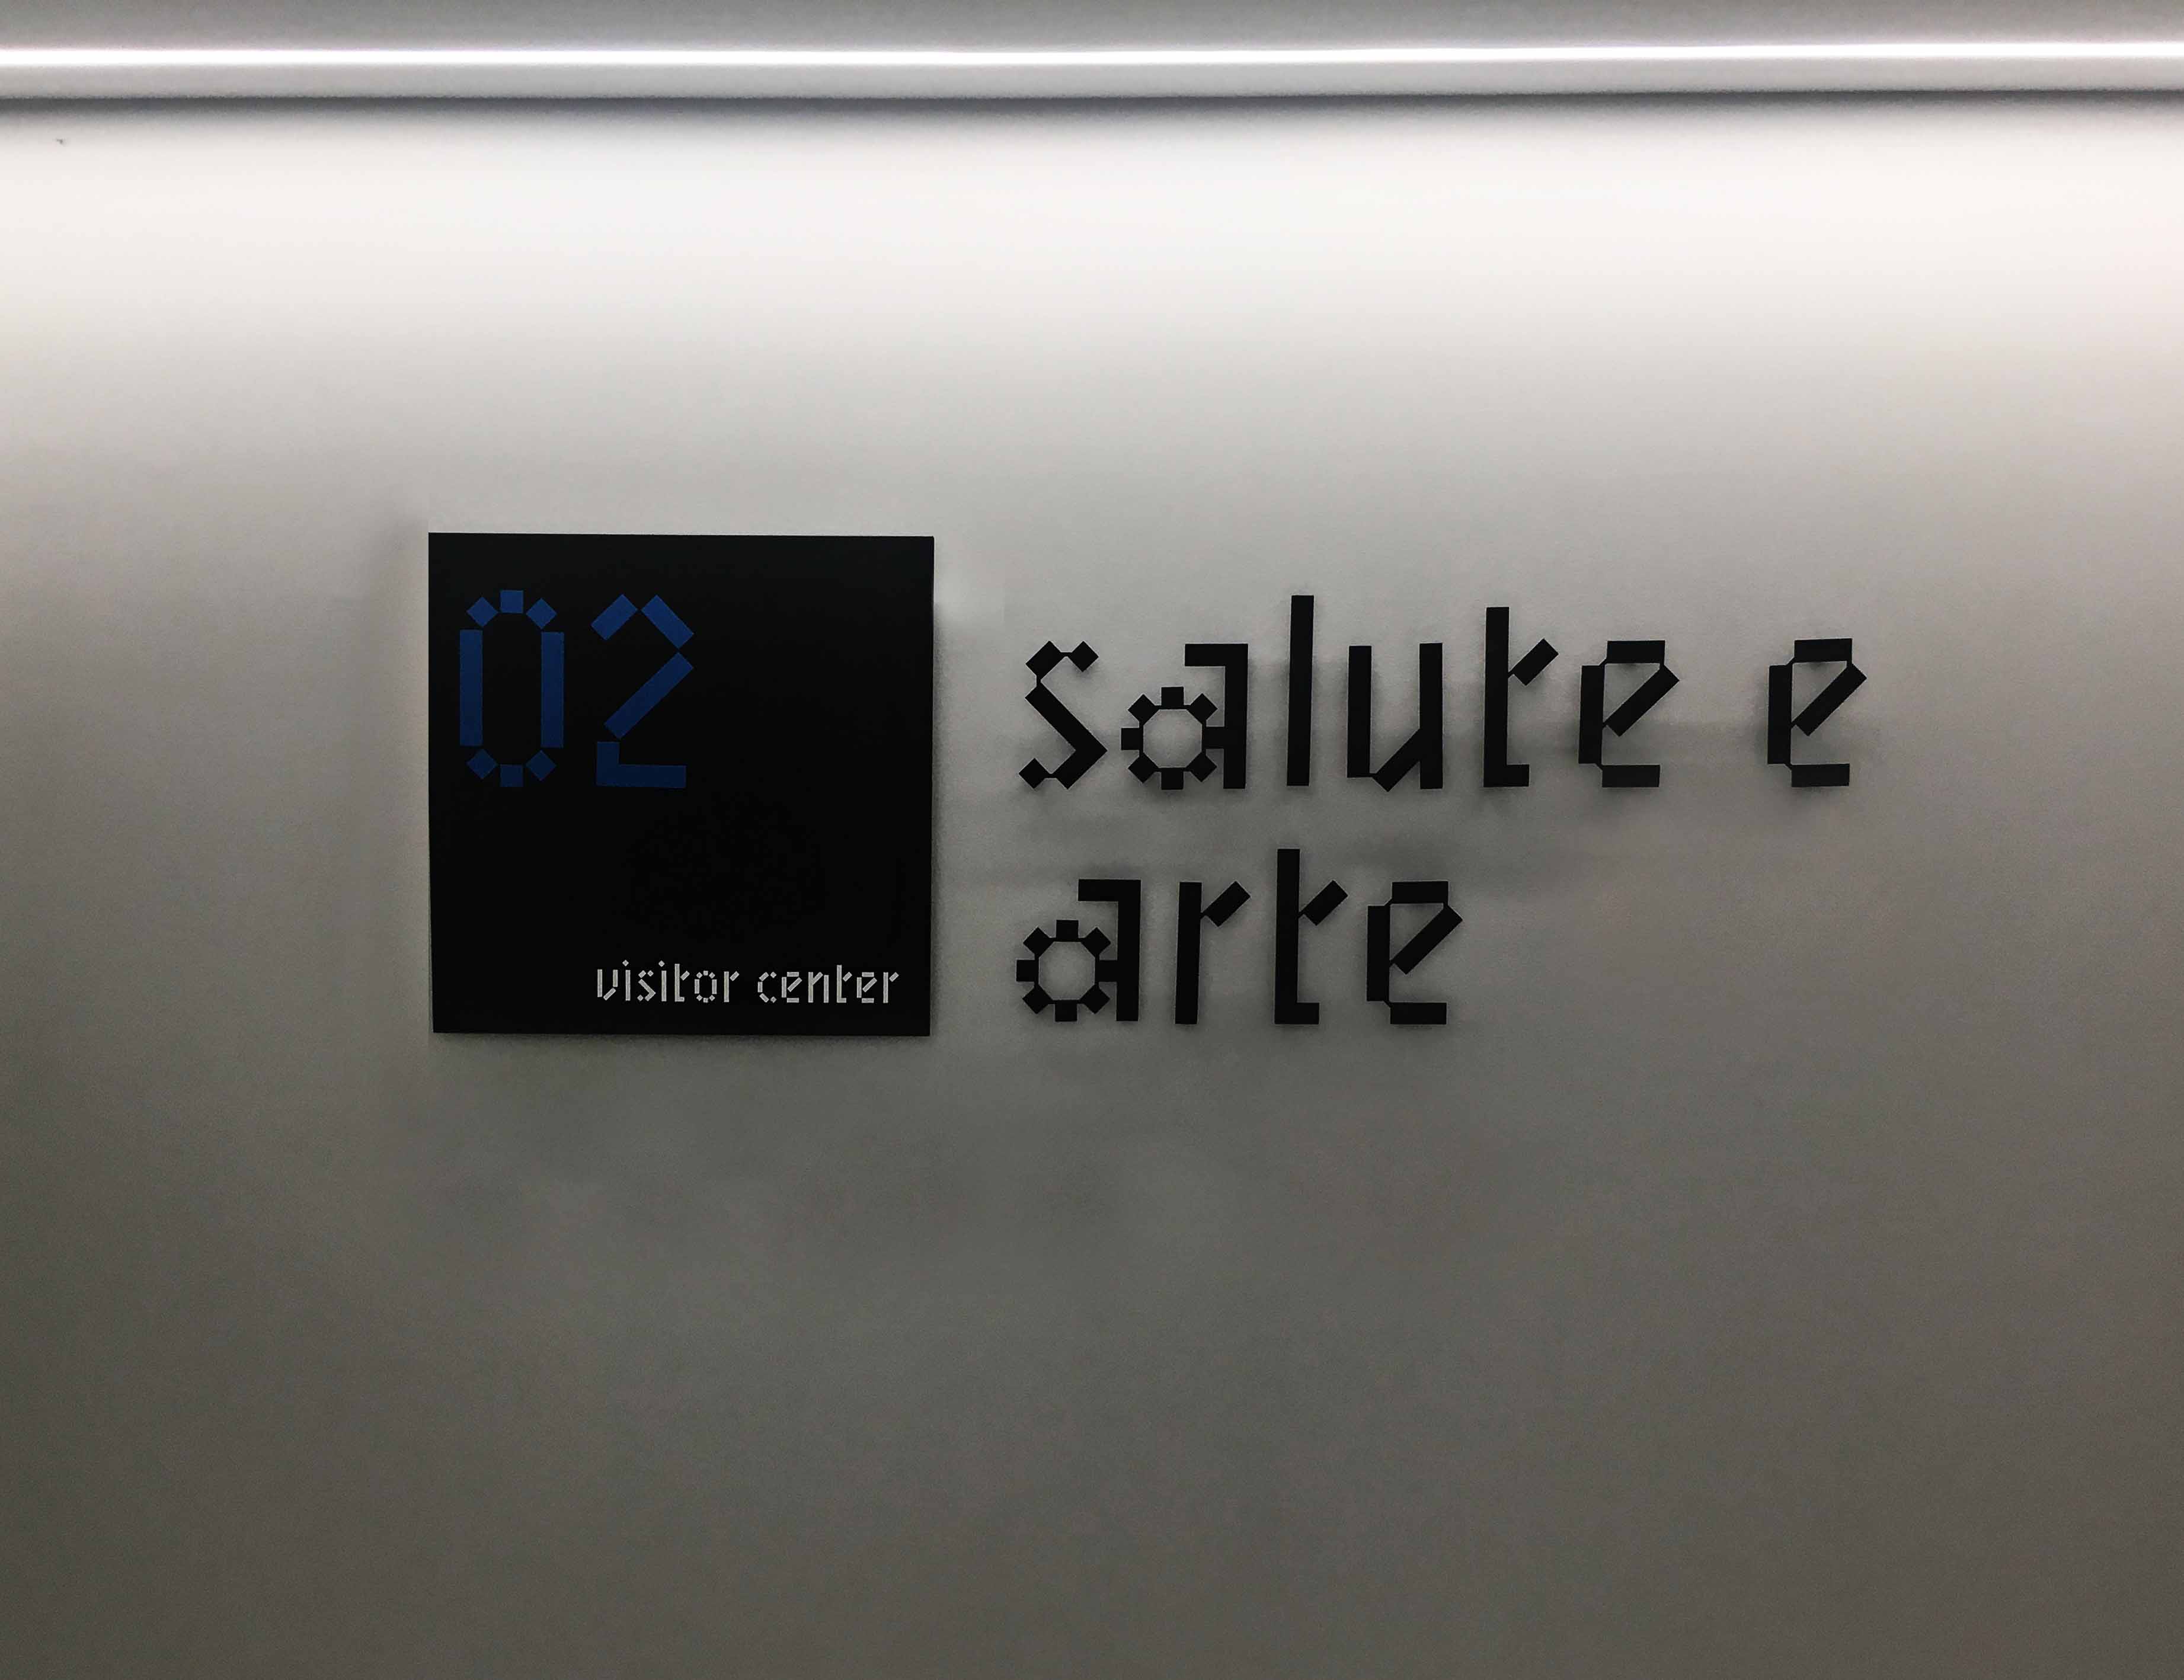 02
visitor center
salute e
arte